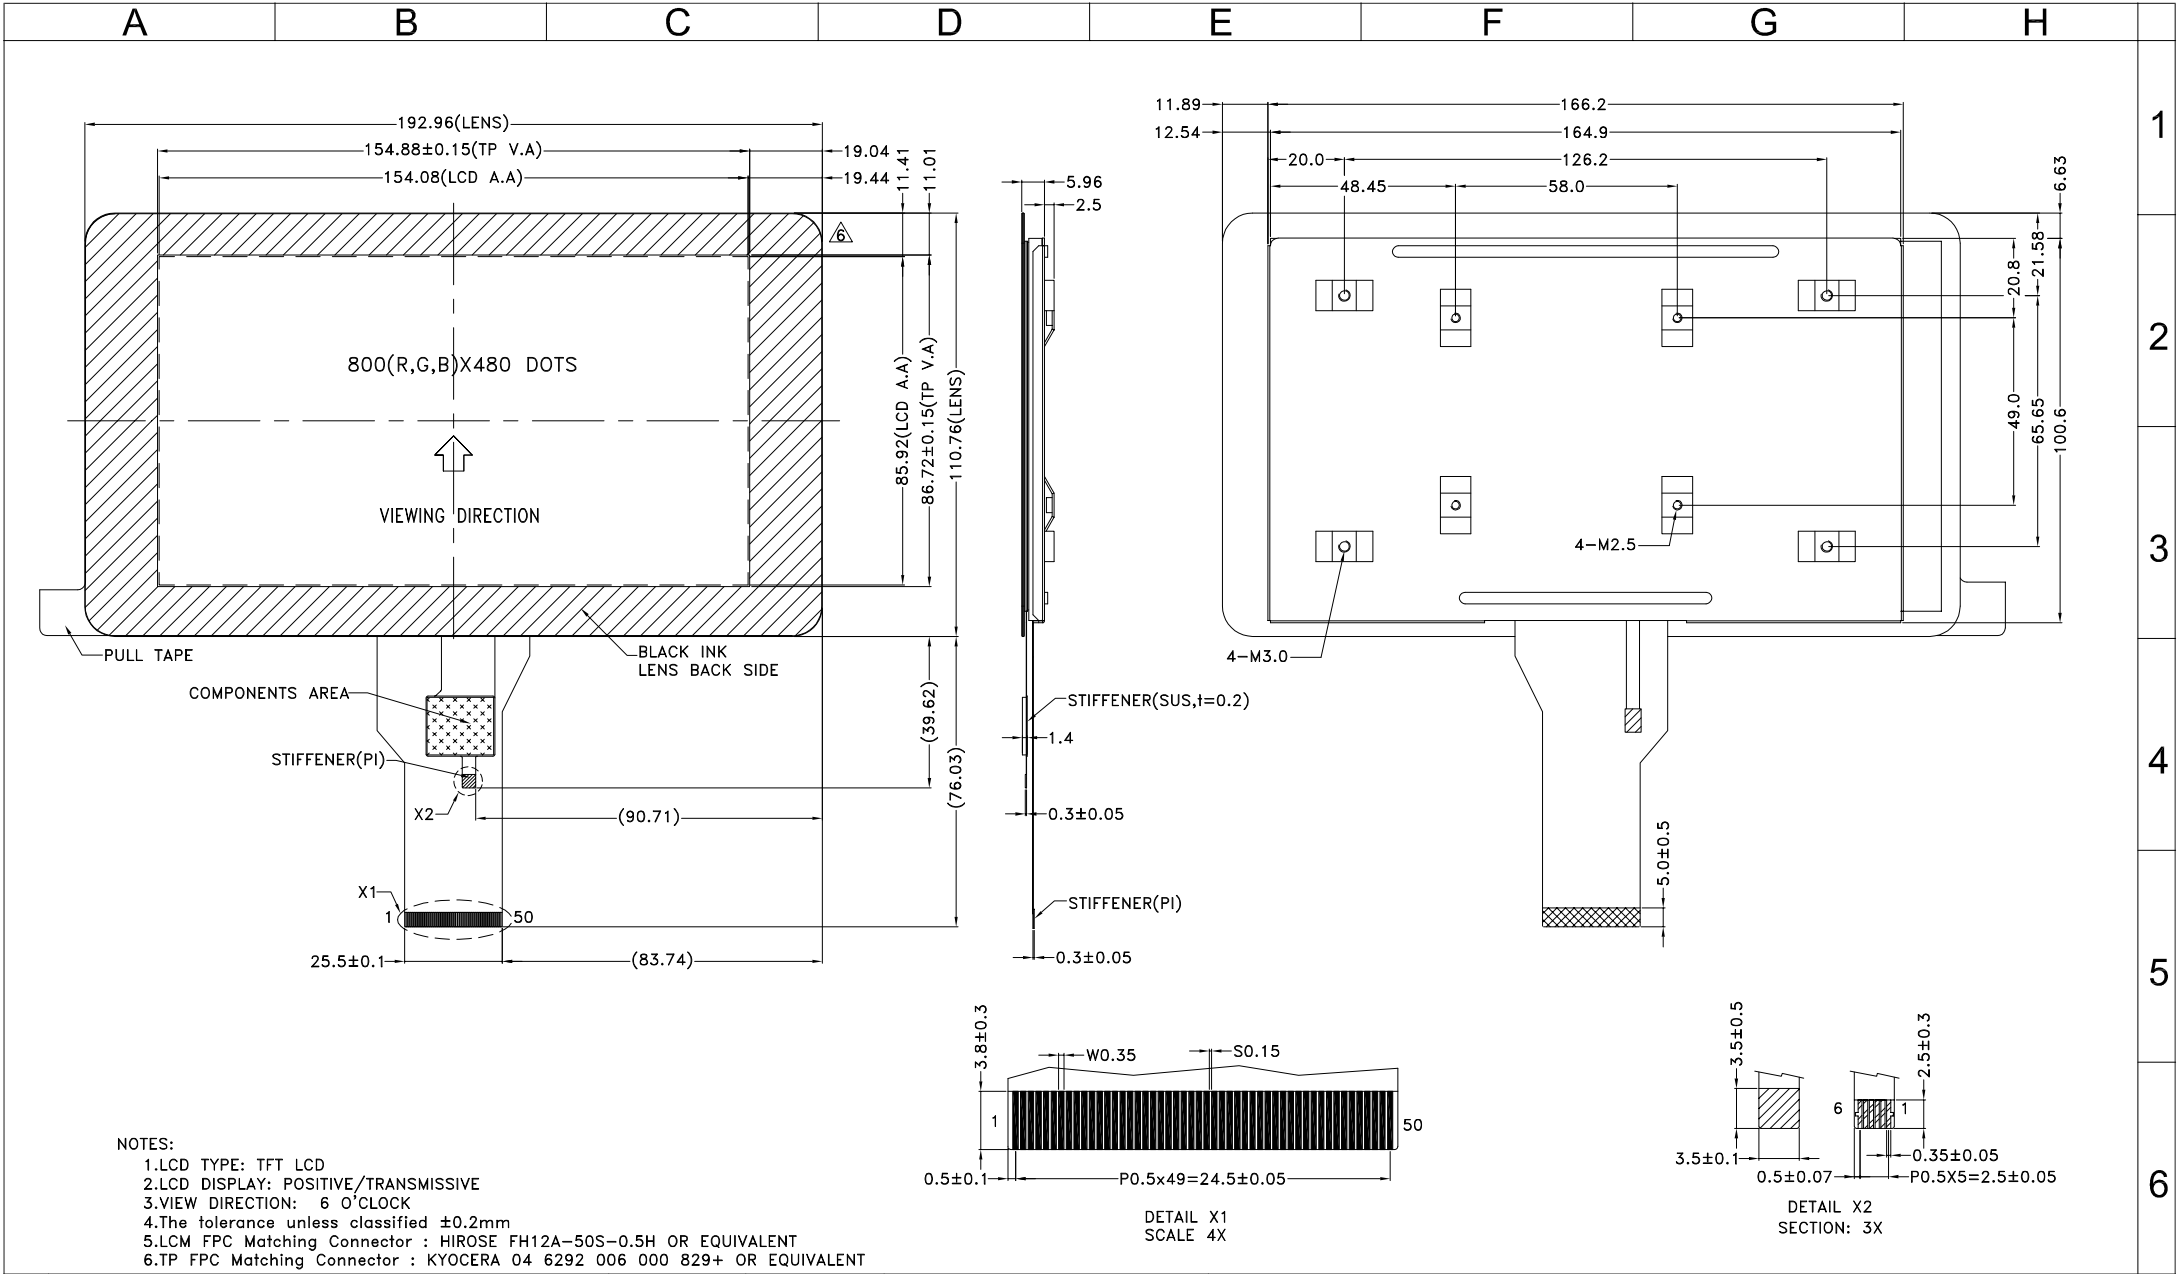 A B C D E F G H
1
2
3
4
5
6
192.96(LENS)
154.88±0.15(TP V.A)
154.08(LCD A.A)
19.04
19.44
11.41
11.01
6
800(R,G,B)X480 DOTS
VIEWING DIRECTION
85.92(LCD A.A)
86.72±0.15(TP V.A)
110.76(LENS)
PULL TAPE
BLACK INK
LENS BACK SIDE
COMPONENTS AREA
STIFFENER(PI)
X2
(90.71)
(39.62)
(76.03)
X1
1
50
25.5±0.1
(83.74)
5.96
2.5
STIFFENER(SUS,t=0.2)
1.4
0.3±0.05
STIFFENER(PI)
0.3±0.05
11.89
166.2
12.54
164.9
20.0
126.2
48.45
58.0
6.63
21.58
20.8
49.0
65.65
100.6
4-M2.5
4-M3.0
5.0±0.5
3.8±0.3
W0.35
S0.15
1
50
0.5±0.1
P0.5x49=24.5±0.05
DETAIL X1
SCALE 4X
3.5±0.5
3.5±0.1
2.5±0.3
6
1
0.35±0.05
0.5±0.07
P0.5X5=2.5±0.05
DETAIL X2
SECTION: 3X
NOTES:
1.LCD TYPE: TFT LCD
2.LCD DISPLAY: POSITIVE/TRANSMISSIVE
3.VIEW DIRECTION: 6 O'CLOCK
4.The tolerance unless classified ±0.2mm
5.LCM FPC Matching Connector : HIROSE FH12A-50S-0.5H OR EQUIVALENT
6.TP FPC Matching Connector : KYOCERA 04 6292 006 000 829+ OR EQUIVALENT